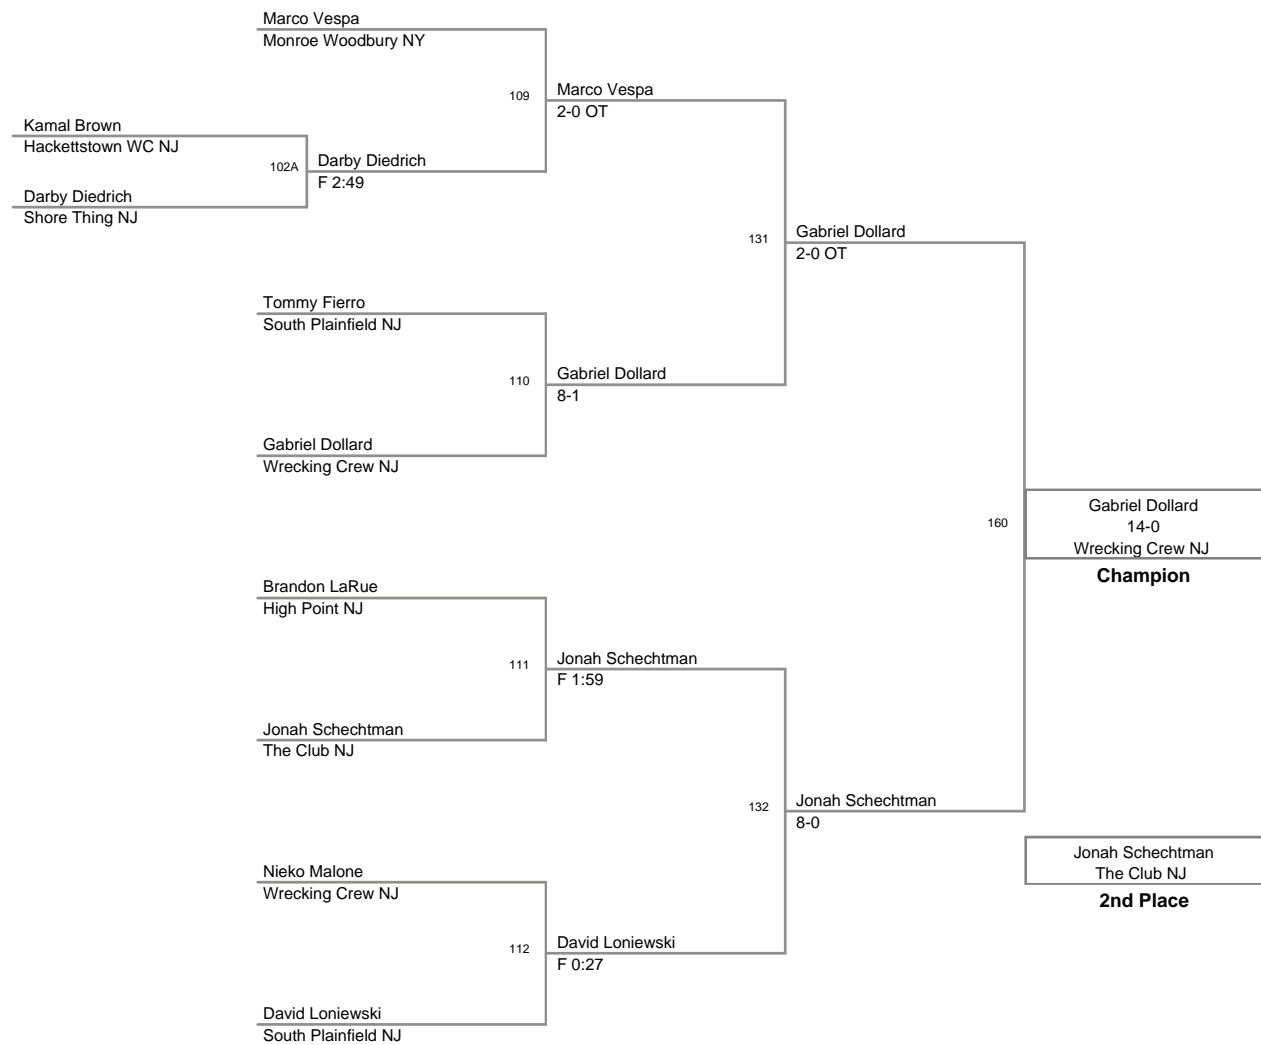 Marco Vespa
Monroe Woodbury NY
109
Marco Vespa
2-0 OT
Kamal Brown
Hackettstown WC NJ
102A
Darby Diedrich
F 2:49
Darby Diedrich
Shore Thing NJ
131
Gabriel Dollard
2-0 OT
Tommy Fierro
South Plainfield NJ
110
Gabriel Dollard
8-1
Gabriel Dollard
Wrecking Crew NJ
160
Gabriel Dollard
14-0
Wrecking Crew NJ
Champion
Brandon LaRue
High Point NJ
111
Jonah Schechtman
F 1:59
Jonah Schechtman
The Club NJ
132
Jonah Schechtman
8-0
Jonah Schechtman
The Club NJ
2nd Place
Nieko Malone
Wrecking Crew NJ
112
David Loniewski
F 0:27
David Loniewski
South Plainfield NJ